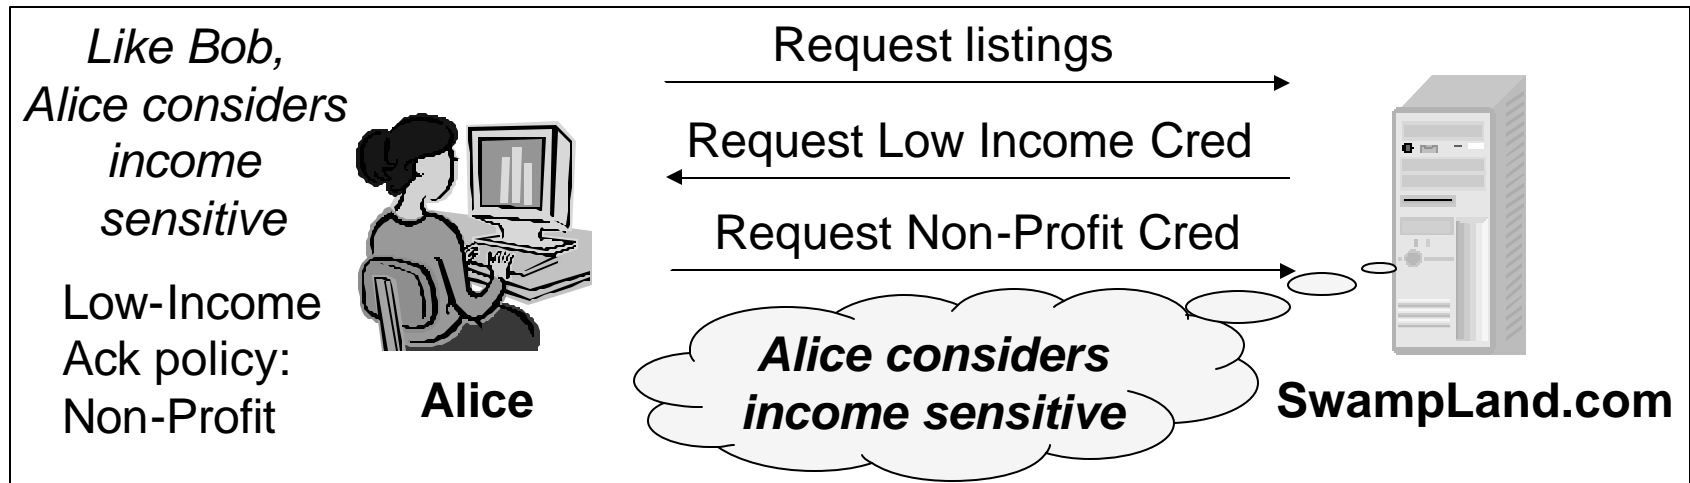 Like Bob,
Alice considers
income
sensitive
Low-Income
Ack policy:
Non-Profit
Alice
Request listings
Request Low Income Cred
Request Non-Profit Cred
Alice considers
income sensitive
SwampLand.com